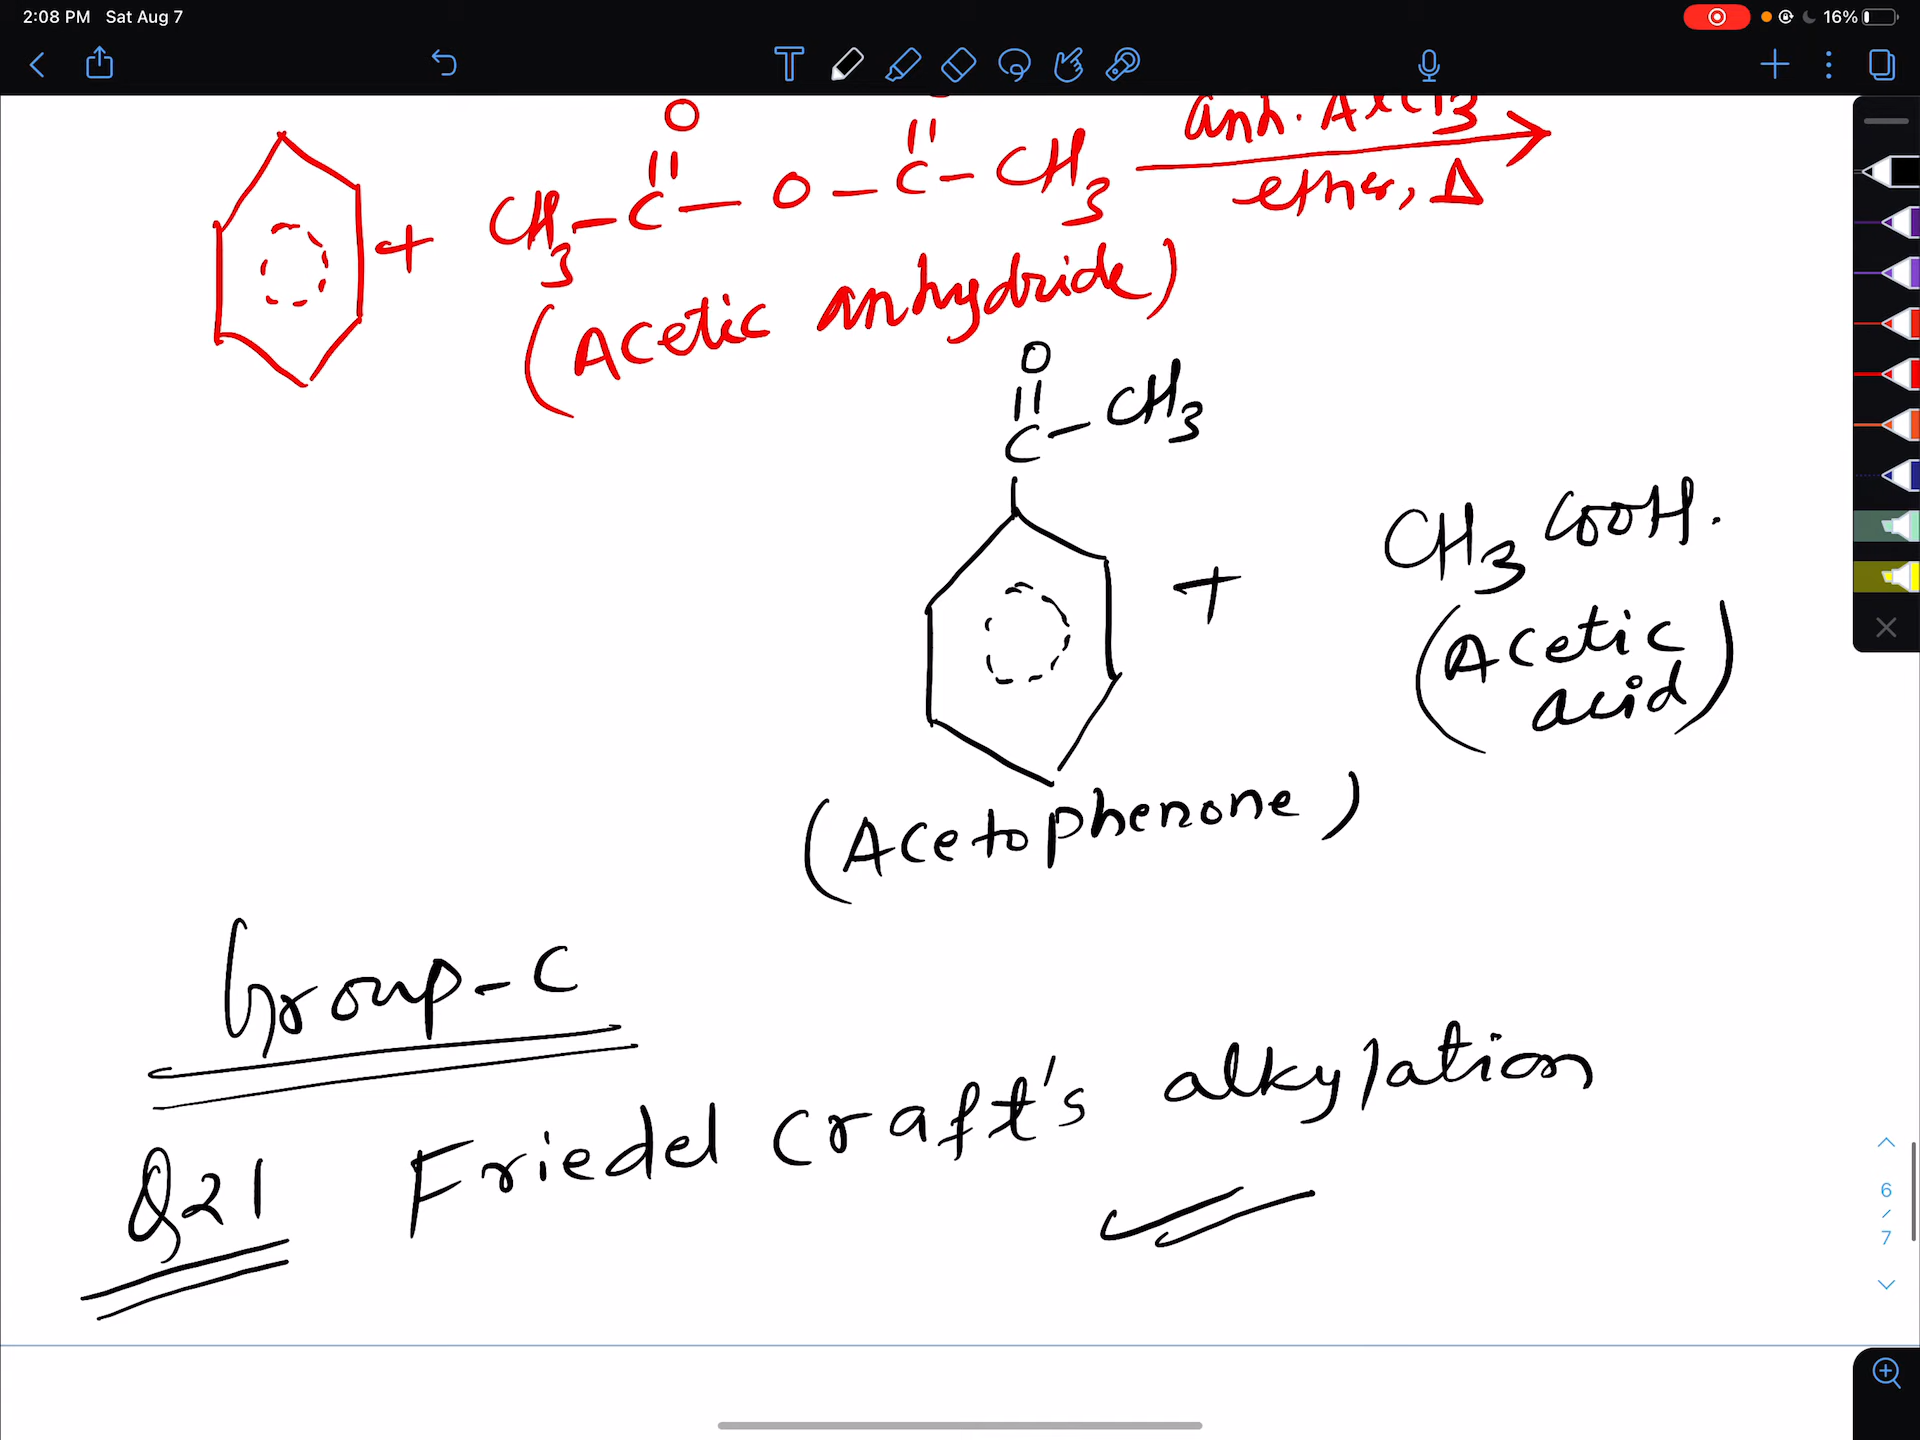 2:08 PM Sat Aug 7
16%
O
anh. AlCl3
CH3-C-O-C-CH3
ether, Δ
+
(Acetic anhydride)
O
C-CH3
CH3COOH.
+
(Acetic
acid)
(Acetophenone)
Group-C
Q21 Friedel craft's alkylation
6
/
7